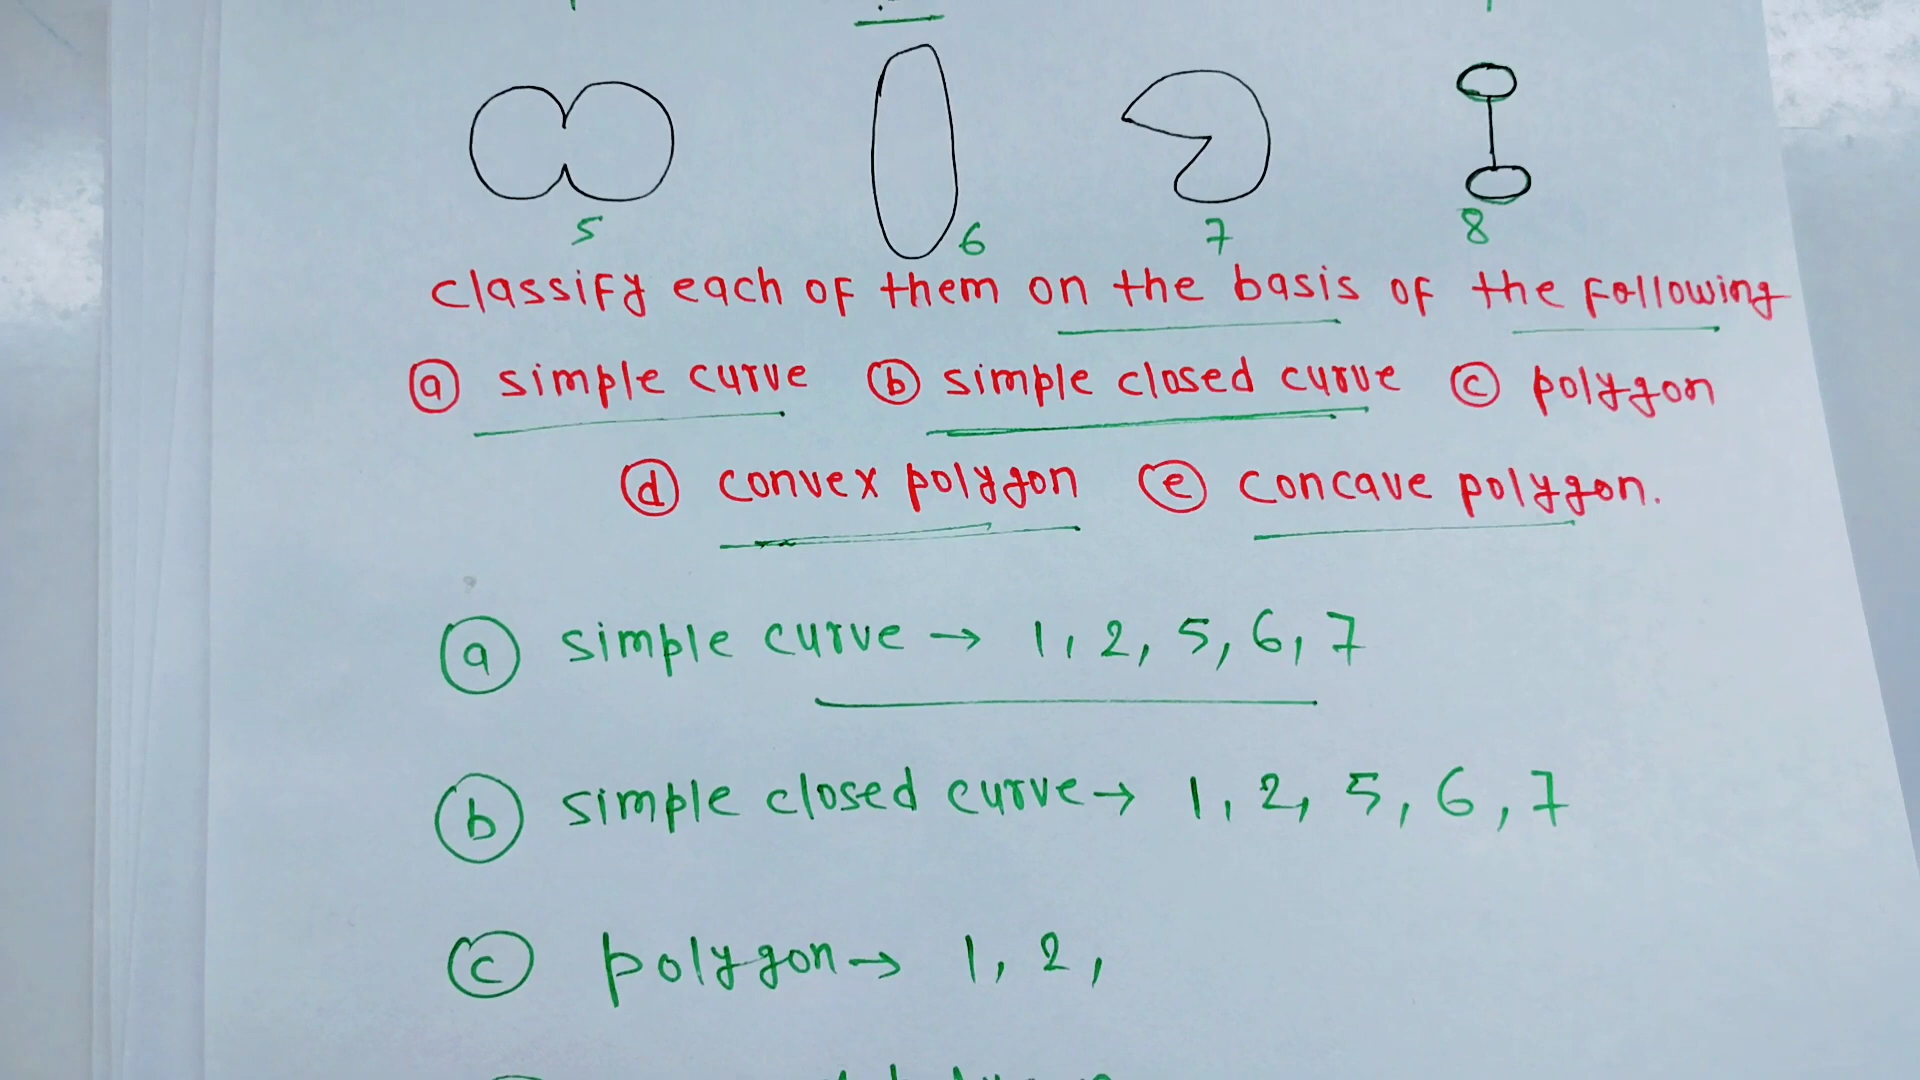 5 6 7 8
classify each of them on the basis of the following
(a) simple curve (b) simple closed curve (c) polygon
(d) convex polygon (e) concave polygon.
(a) simple curve → 1, 2, 5, 6, 7
(b) simple closed curve → 1, 2, 5, 6, 7
(c) polygon → 1, 2,